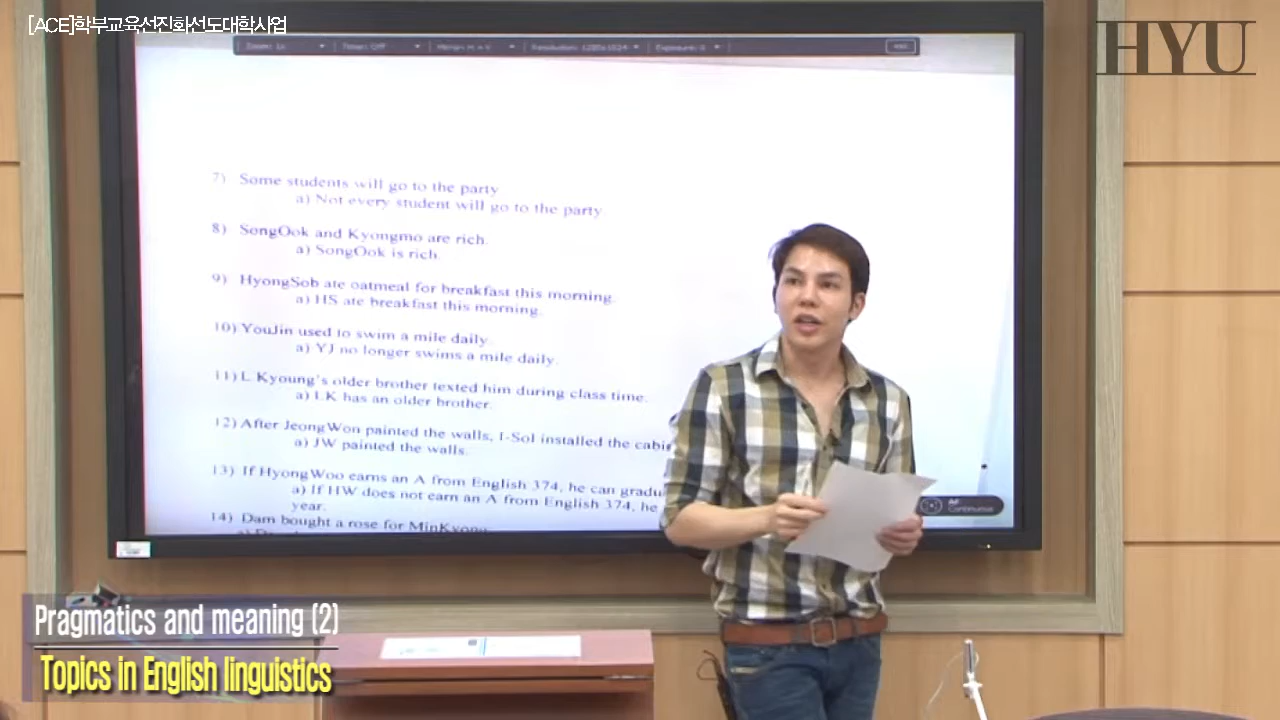 [ACE]학부교육선진화선도대학사업
HYU
7) Some students will go to the party
a) Not every student will go to the party
8) SongOok and Kyongmo are rich.
a) SongOok is rich.
9) HyongSob ate oatmeal for breakfast this morning.
a) HS ate breakfast this morning.
10) YouJin used to swim a mile daily.
a) YJ no longer swims a mile daily.
11) L Kyoung's older brother texted him during class time.
a) LK has an older brother.
12) After JeongWon painted the walls, I-Sol installed the cabi
a) JW painted the walls.
13) If HyongWoo earns an A from English 374, he can gradu
a) If HW does not earn an A from English 374, he
year.
14) Dam bought a rose for MinKyong
AF
Continuous
Pragmatics and meaning (2)
Topics in English linguistics